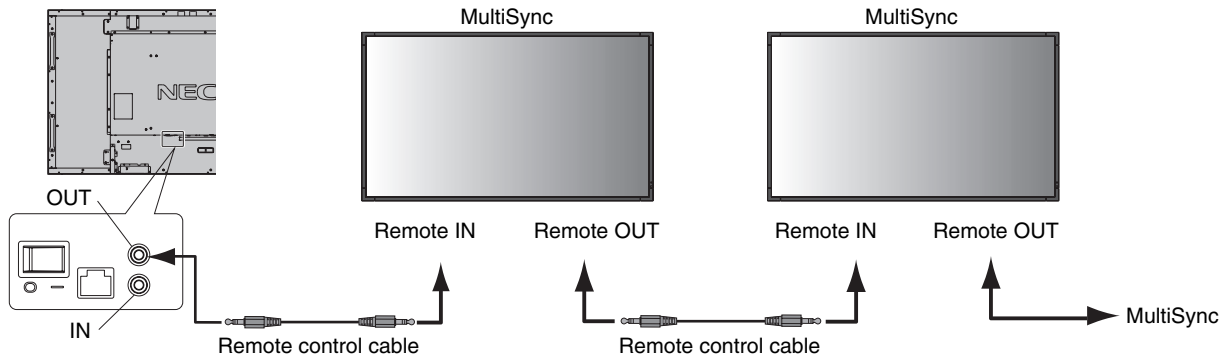 MultiSync
MultiSync
NEC
OUT
Remote IN
Remote OUT
Remote IN
Remote OUT
IN
Remote control cable
Remote control cable
MultiSync